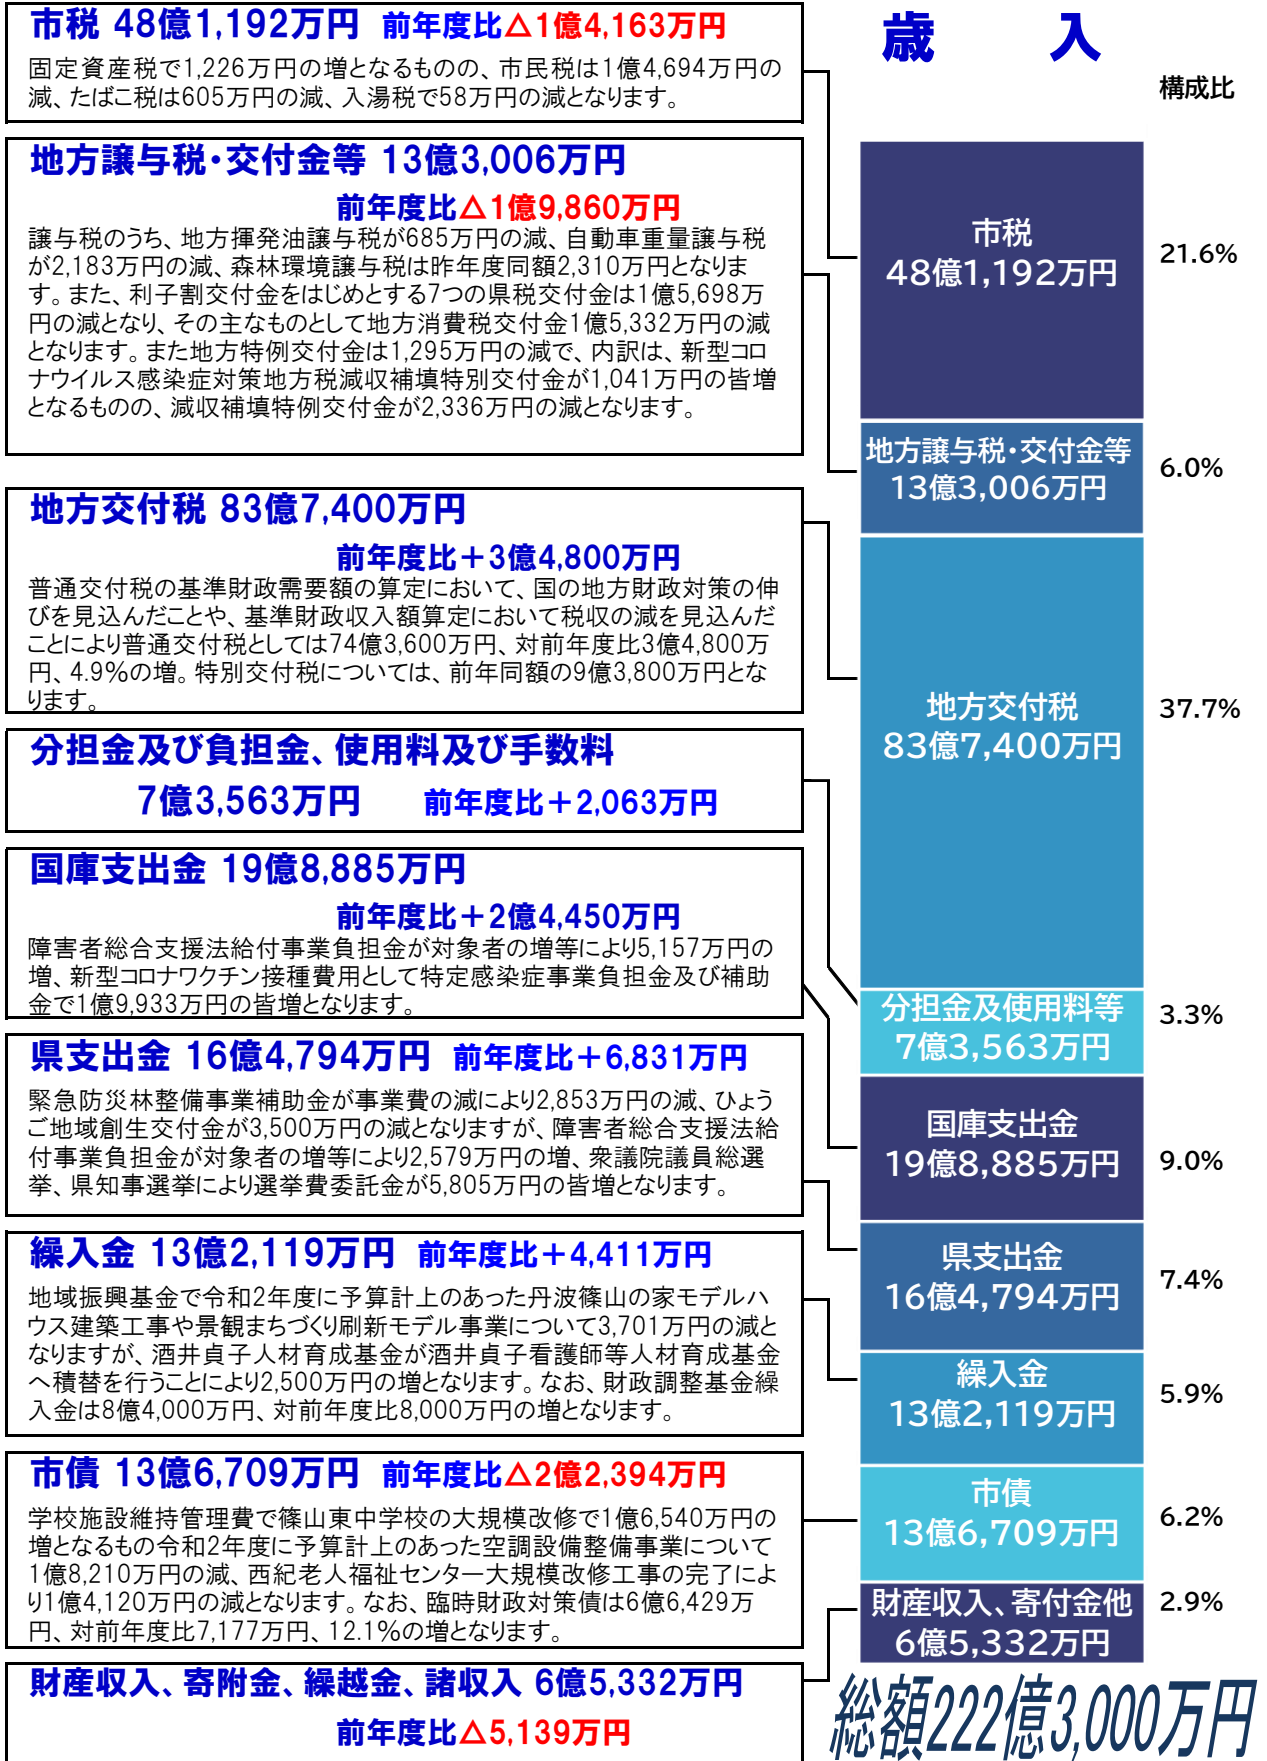 市税 48億1,192万円 前年度比△1億4,163万円
固定資産税で1,226万円の増となるものの、市民税は1億4,694万円の
減、たばこ税は605万円の減、入湯税で58万円の減となります。
地方譲与税・交付金等 13億3,006万円
前年度比△1億9,860万円
譲与税のうち、地方揮発油譲与税が685万円の減、自動車重量譲与税
が2,183万円の減、森林環境譲与税は昨年度同額2,310万円となりま
す。また、利子割交付金をはじめとする7つの県税交付金は1億5,698万
円の減となり、その主なものとして地方消費税交付金1億5,332万円の減
となります。また地方特例交付金は1,295万円の減で、内訳は、新型コロ
ナウイルス感染症対策地方税減収補填特別交付金が1,041万円の皆増
となるものの、減収補填特例交付金が2,336万円の減となります。
地方交付税 83億7,400万円
前年度比＋3億4,800万円
普通交付税の基準財政需要額の算定において、国の地方財政対策の伸
びを見込んだことや、基準財政収入額算定において税収の減を見込んだ
ことにより普通交付税としては74億3,600万円、対前年度比3億4,800万
円、4.9%の増。特別交付税については、前年同額の9億3,800万円とな
ります。
分担金及び負担金、使用料及び手数料
7億3,563万円 前年度比＋2,063万円
国庫支出金 19億8,885万円
前年度比＋2億4,450万円
障害者総合支援法給付事業負担金が対象者の増等により5,157万円の
増、新型コロナワクチン接種費用として特定感染症事業負担金及び補助
金で1億9,933万円の皆増となります。
県支出金 16億4,794万円 前年度比＋6,831万円
緊急防災林整備事業補助金が事業費の減により2,853万円の減、ひょう
ご地域創生交付金が3,500万円の減となりますが、障害者総合支援法給
付事業負担金が対象者の増等により2,579万円の増、衆議院議員総選
挙、県知事選挙により選挙費委託金が5,805万円の皆増となります。
繰入金 13億2,119万円 前年度比＋4,411万円
地域振興基金で令和2年度に予算計上のあった丹波篠山の家モデルハ
ウス建築工事や景観まちづくり刷新モデル事業について3,701万円の減と
なりますが、酒井貞子人材育成基金が酒井貞子看護師等人材育成基金
へ積替を行うことにより2,500万円の増となります。なお、財政調整基金繰
入金は8億4,000万円、対前年度比8,000万円の増となります。
市債 13億6,709万円 前年度比△2億2,394万円
学校施設維持管理費で篠山東中学校の大規模改修で1億6,540万円の
増となるもの令和2年度に予算計上のあった空調設備整備事業について
1億8,210万円の減、西紀老人福祉センター大規模改修工事の完了によ
り1億4,120万円の減となります。なお、臨時財政対策債は6億6,429万
円、対前年度比7,177万円、12.1%の増となります。
財産収入、寄附金、繰越金、諸収入 6億5,332万円
前年度比△5,139万円
歳 入
構成比
市税
48億1,192万円
21.6%
地方譲与税・交付金等
13億3,006万円
6.0%
地方交付税
83億7,400万円
37.7%
分担金及使用料等
7億3,563万円
3.3%
国庫支出金
19億8,885万円
9.0%
県支出金
16億4,794万円
7.4%
繰入金
13億2,119万円
5.9%
市債
13億6,709万円
6.2%
財産収入、寄付金他
6億5,332万円
2.9%
総額222億3,000万円